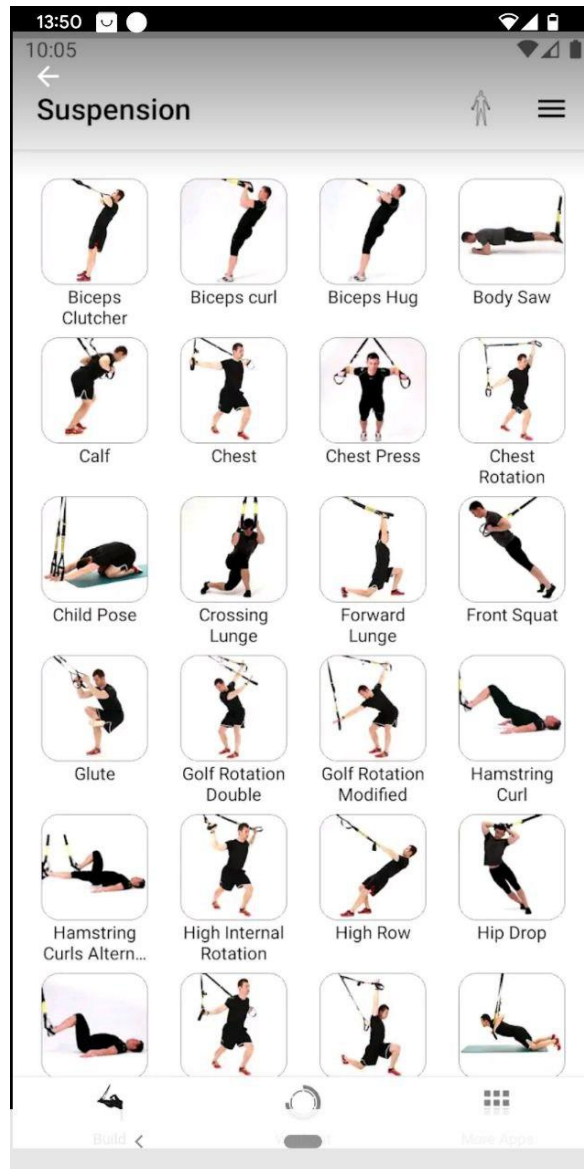 13:50
10:05
Suspension
Biceps
Clutcher
Biceps curl
Biceps Hug
Body Saw
Calf
Chest
Chest Press
Chest
Rotation
Child Pose
Crossing
Lunge
Forward
Lunge
Front Squat
Glute
Golf Rotation
Double
Golf Rotation
Modified
Hamstring
Curl
Hamstring
Curls Altern...
High Internal
Rotation
High Row
Hip Drop
Build
More Apps